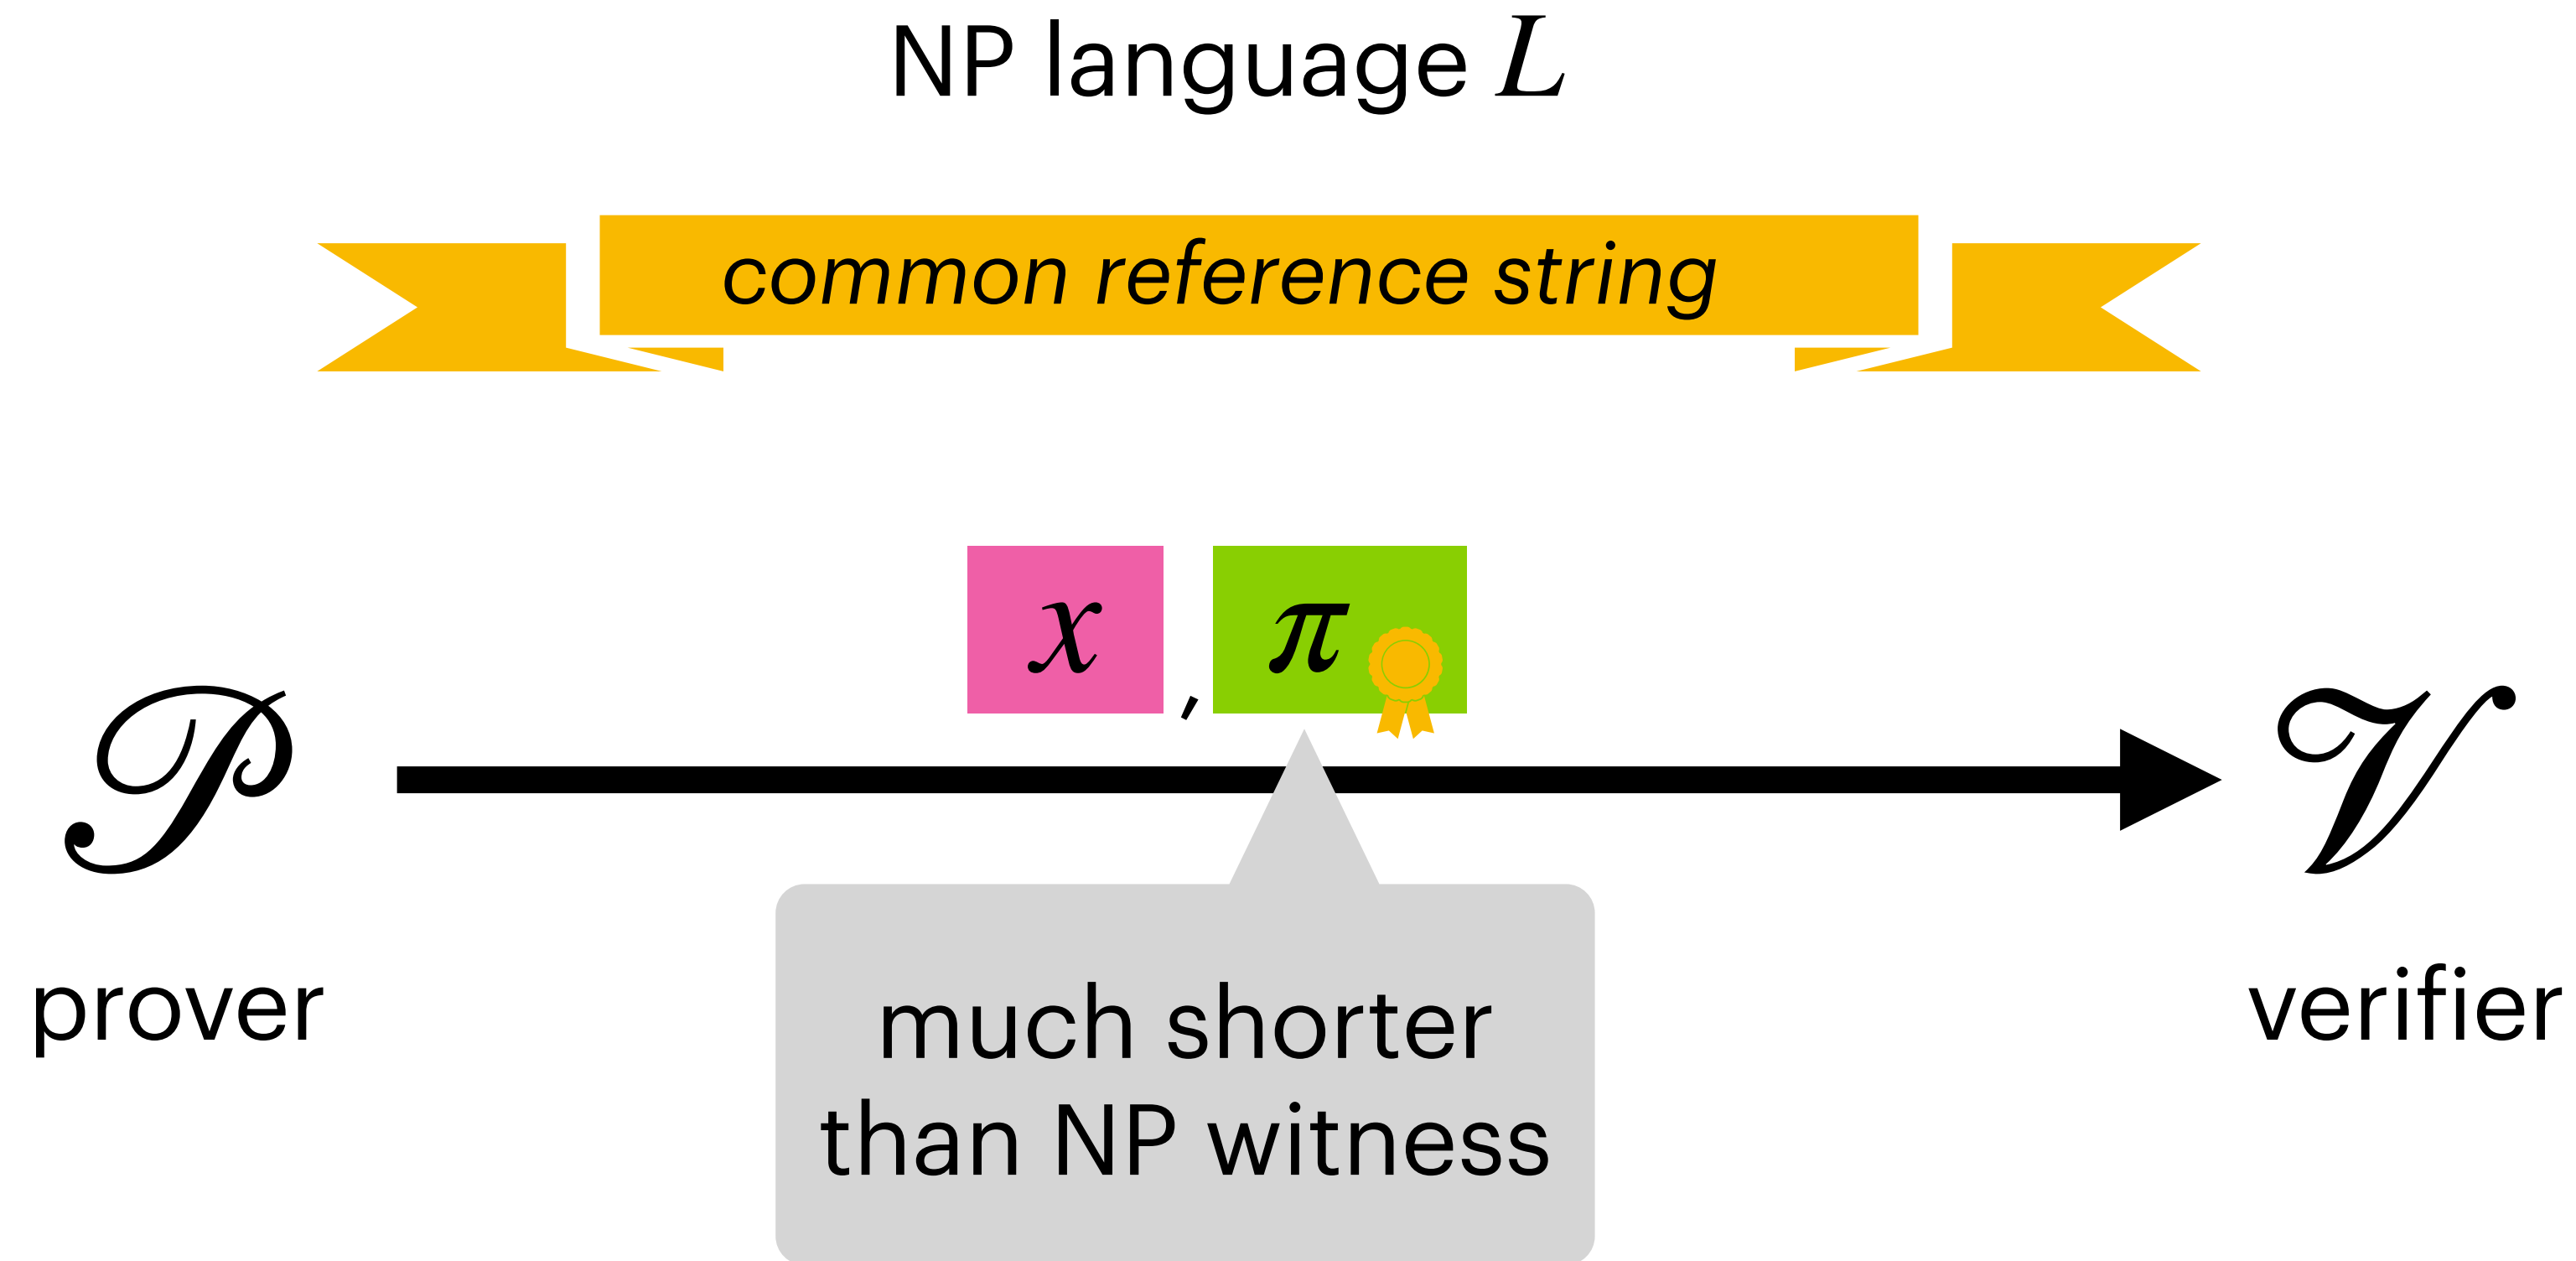 NP language L
common reference string
x , π
𝒫
𝒱
prover
verifier
much shorter
than NP witness